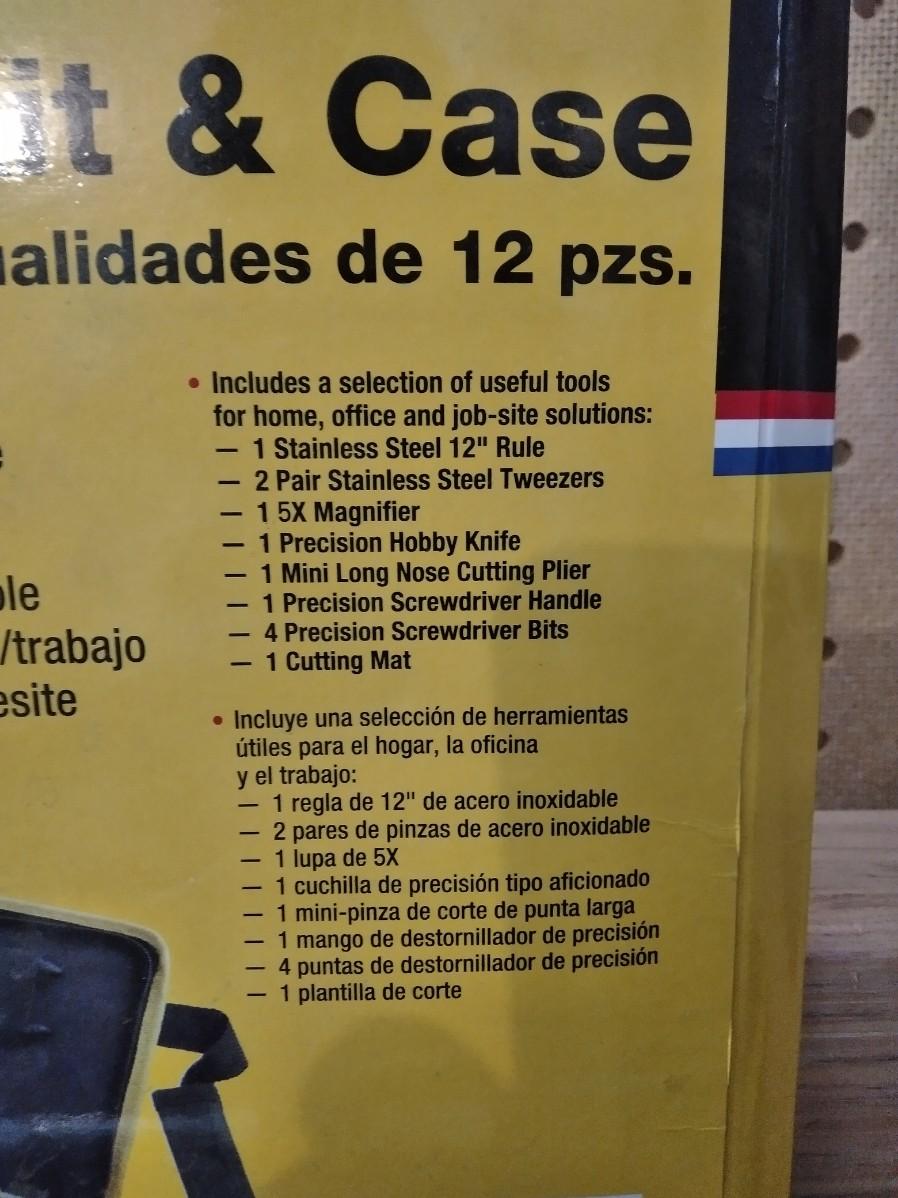 & Case
de 12 pzs.
• Includes a selection of useful tools
for home, office and job-site solutions:
— 1 Stainless Steel 12" Rule
— 2 Pair Stainless Steel Tweezers
— 1 5X Magnifier
— 1 Precision Hobby Knife
— 1 Mini Long Nose Cutting Plier
— 1 Precision Screwdriver Handle
— 4 Precision Screwdriver Bits
— 1 Cutting Mat
/trabajo
• Incluye una selección de herramientas
útiles para el hogar, la oficina
y el trabajo:
— 1 regla de 12" de acero inoxidable
— 2 pares de pinzas de acero inoxidable
— 1 lupa de 5X
— 1 cuchilla de precisión tipo aficionado
— 1 mini-pinza de corte de punta larga
— 1 mango de destornillador de precisión
— 4 puntas de destornillador de precisión
— 1 plantilla de corte